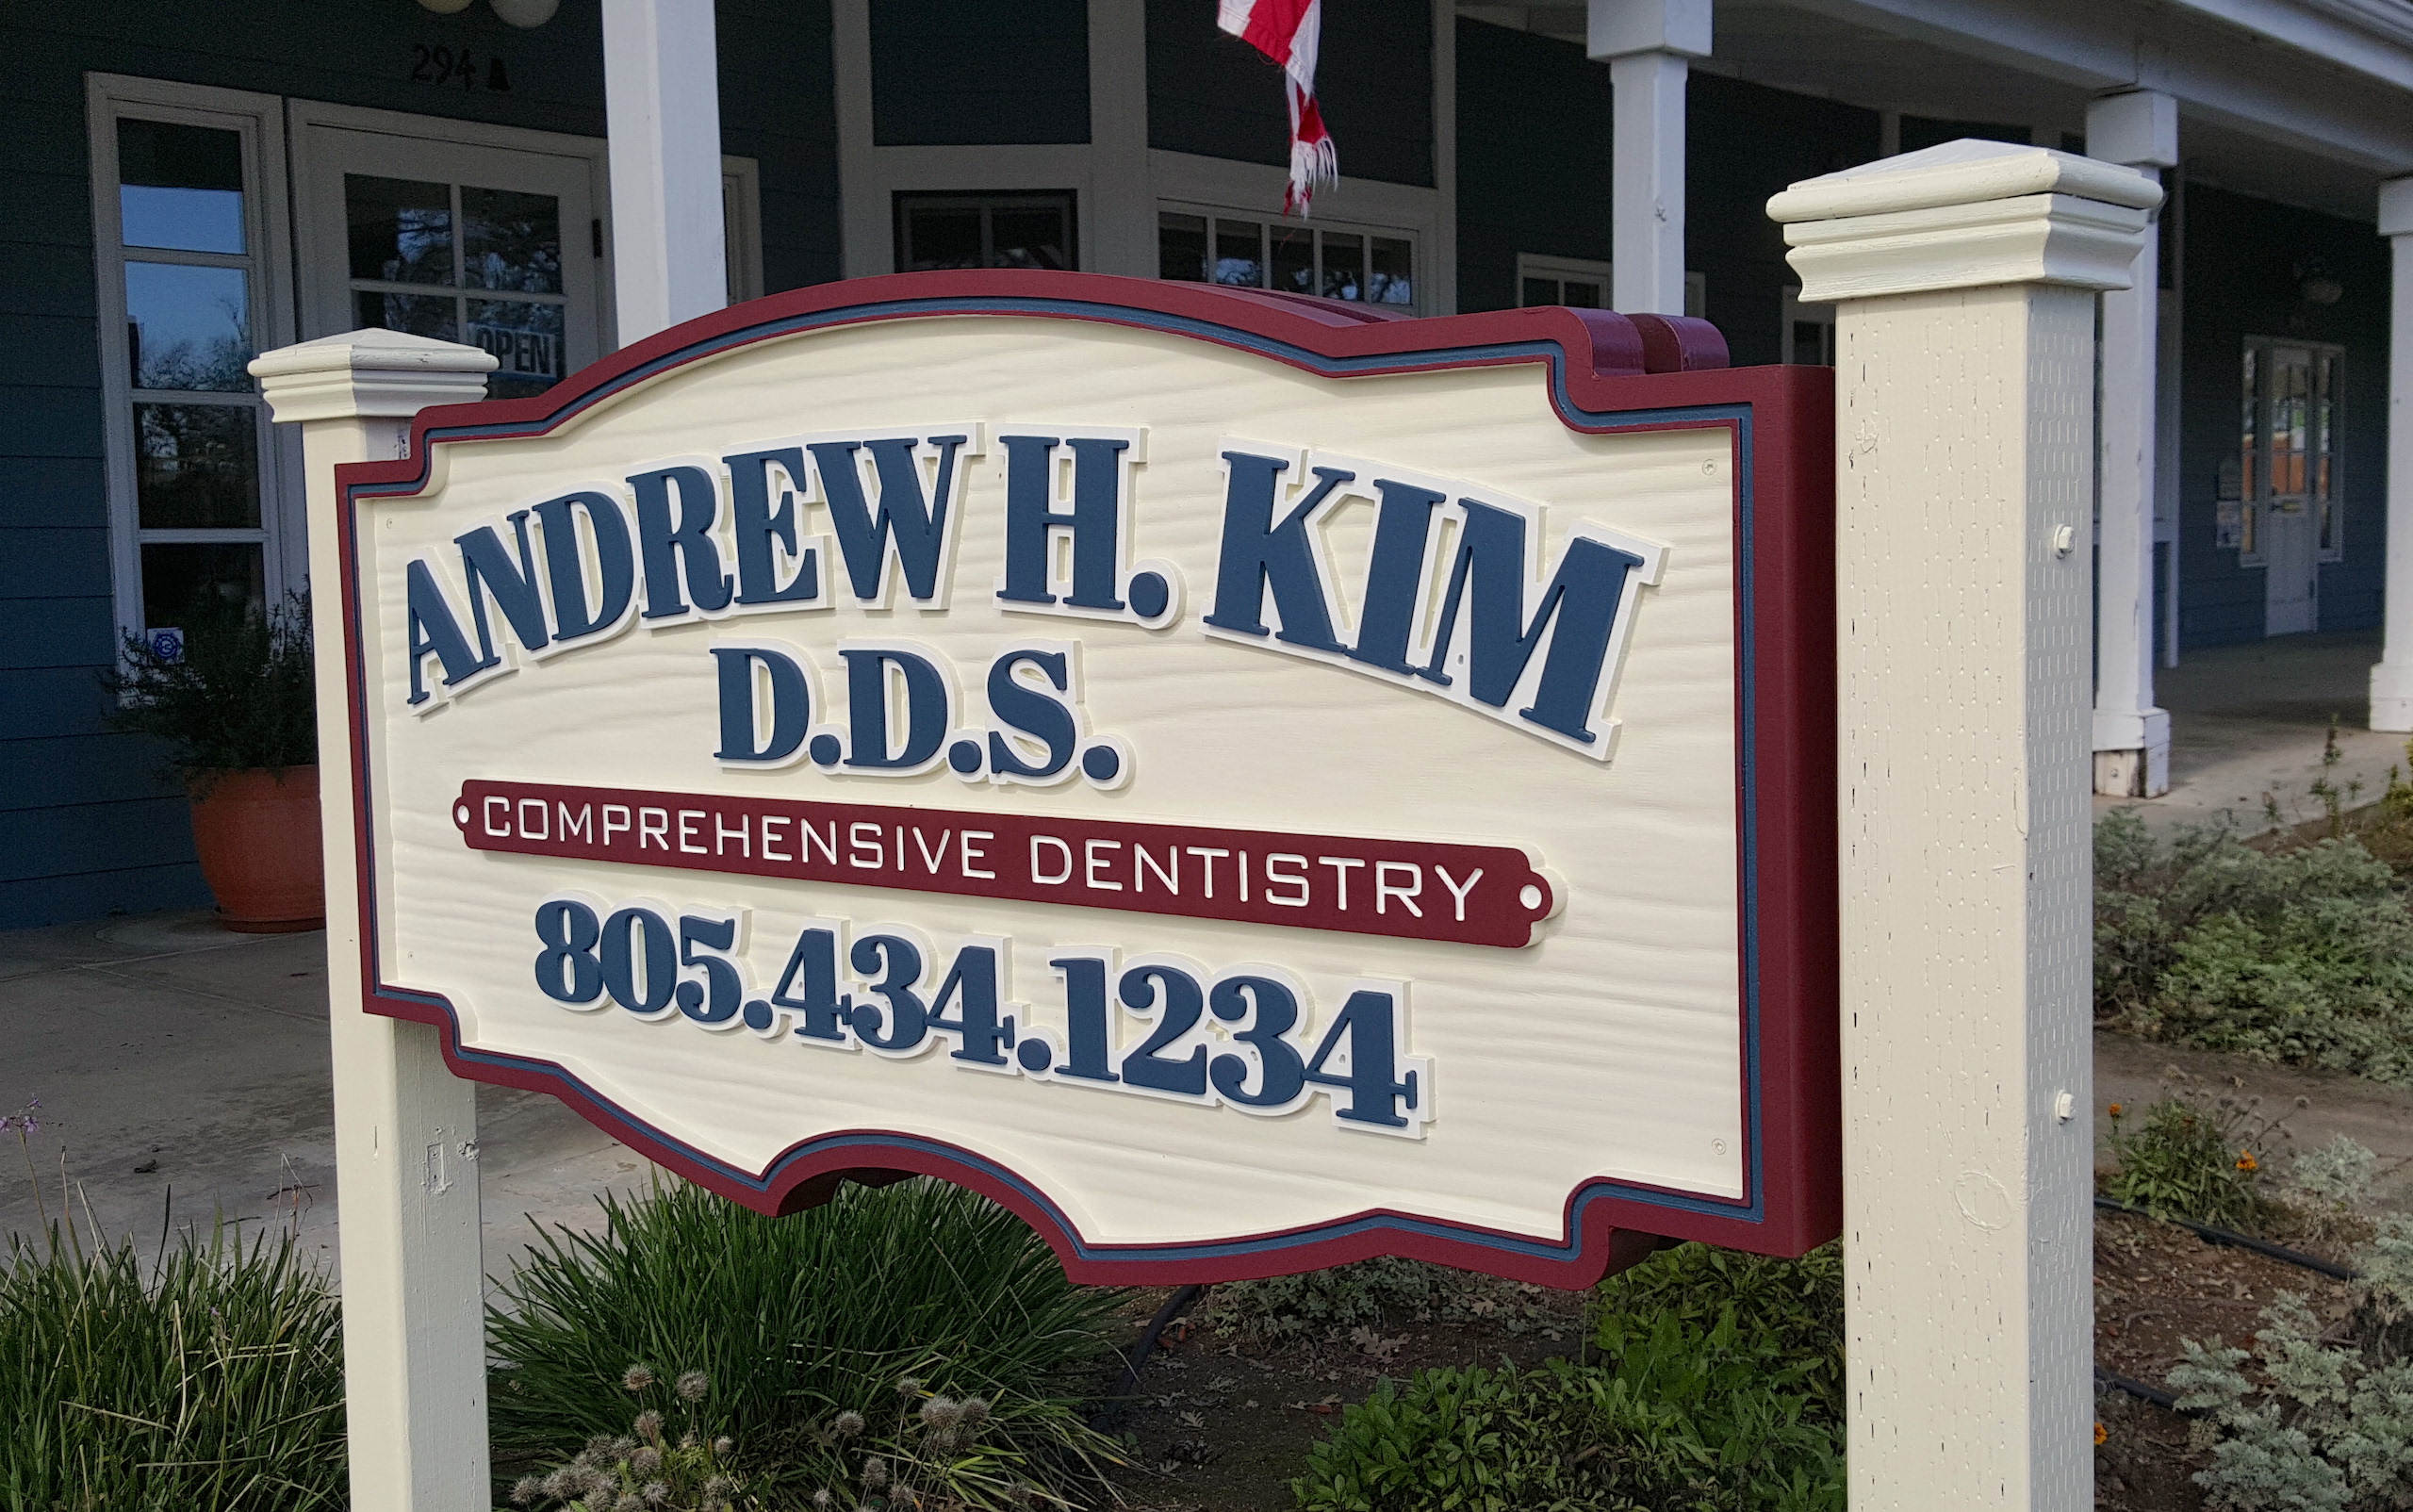 294
OPEN
ANDREW H. KIM
D.D.S.
COMPREHENSIVE DENTISTRY
805.434.1234